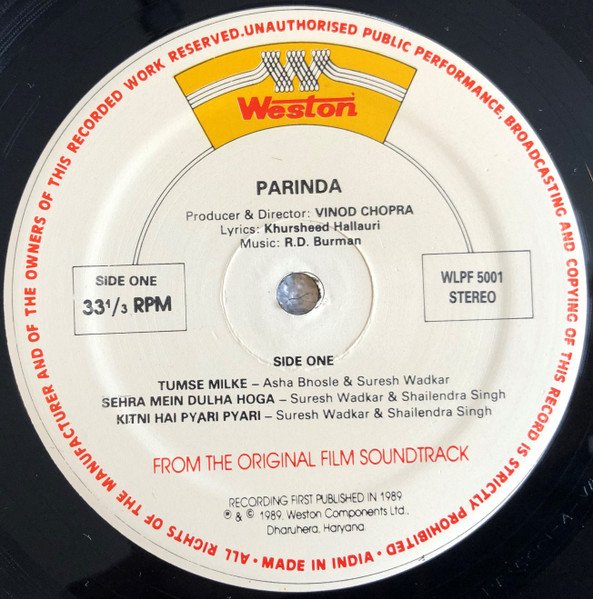 ALL RIGHTS OF THE MANUFACTURER AND OF THE OWNERS OF THIS RECORDED WORK RESERVED. UNAUTHORISED PUBLIC PERFORMANCE, BROADCASTING AND COPYING OF THIS RECORD IS STRICTLY PROHIBITED • MADE IN INDIA •
W
Weston
PARINDA
Producer & Director: VINOD CHOPRA
Lyrics: Khursheed Hallauri
Music: R.D. Burman
SIDE ONE
33 1/3 RPM
WLPF 5001
STEREO
SIDE ONE
TUMSE MILKE – Asha Bhosle & Suresh Wadkar
SEHRA MEIN DULHA HOGA – Suresh Wadkar & Shailendra Singh
KITNI HAI PYARI PYARI – Suresh Wadkar & Shailendra Singh
FROM THE ORIGINAL FILM SOUNDTRACK
RECORDING FIRST PUBLISHED IN 1989
℗ & © 1989, Weston Components Ltd.,
Dharuhera, Haryana.